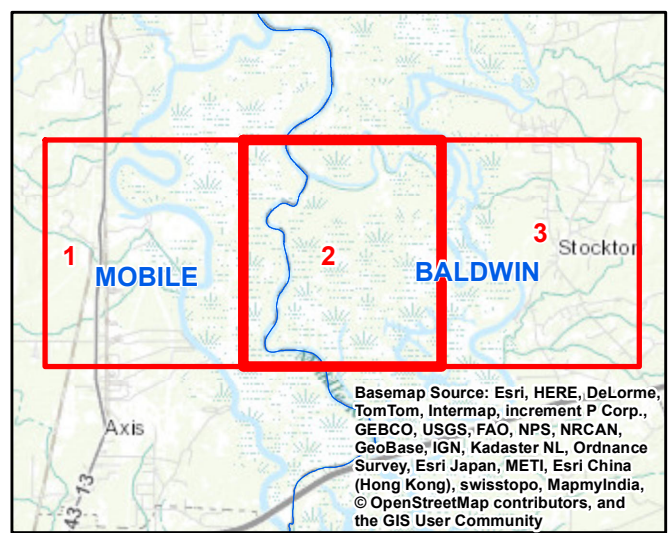 1
MOBILE
2
BALDWIN
3
Stockton
Axis
43-13
Basemap Source: Esri, HERE, DeLorme,
TomTom, Intermap, increment P Corp.,
GEBCO, USGS, FAO, NPS, NRCAN,
GeoBase, IGN, Kadaster NL, Ordnance
Survey, Esri Japan, METI, Esri China
(Hong Kong), swisstopo, MapmyIndia,
© OpenStreetMap contributors, and
the GIS User Community